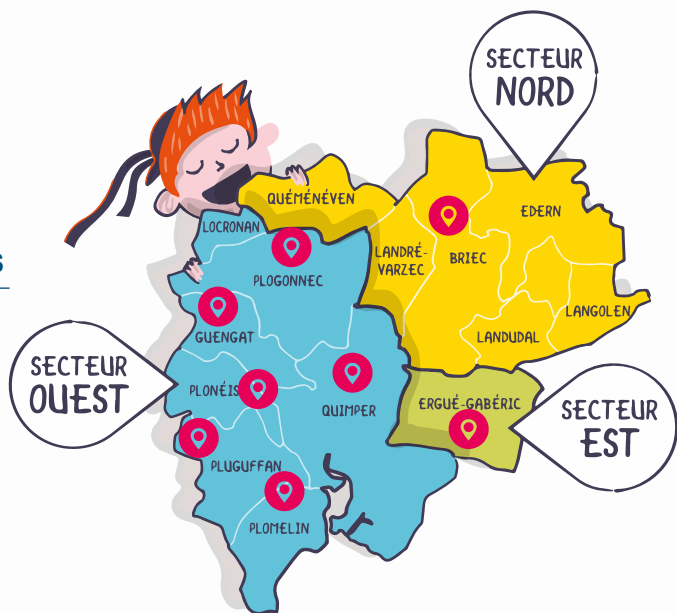 SECTEUR
NORD
QUÉMÉNÉVEN
EDERN
LOCRONAN
LANDRÉ-
VARZEC
BRIEC
PLOGONNEC
s
LANGOLEN
GUENGAT
LANDUDAL
SECTEUR
OUEST
PLONÉIS
QUIMPER
ERGUÉ-GABÉRIC
SECTEUR
EST
PLUGUFFAN
PLOMELIN